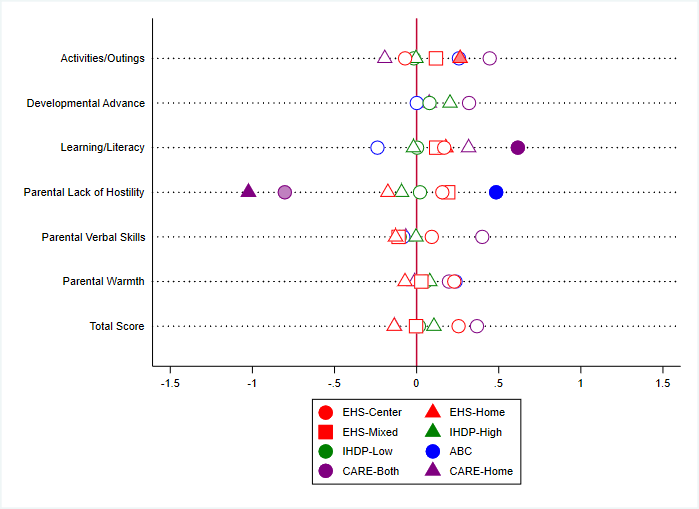 Activities/Outings
Developmental Advance
Learning/Literacy
Parental Lack of Hostility
Parental Verbal Skills
Parental Warmth
Total Score
-1.5 -1 -.5 0 .5 1 1.5
EHS-Center EHS-Home
EHS-Mixed IHDP-High
IHDP-Low ABC
CARE-Both CARE-Home